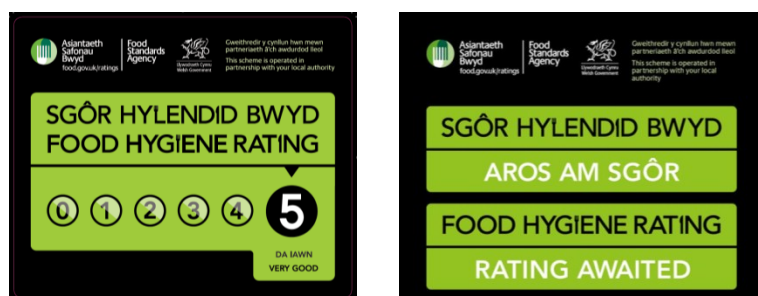 Asiantaeth
Safonau
Bwyd
food.gov.uk/ratings
Food
Standards
Agency
Llywodraeth Cymru
Welsh Government
Gweithredir y cynllun hwn mewn
partneriaeth â'ch awdurdod lleol
This scheme is operated in
partnership with your local authority
SGÔR HYLENDID BWYD
FOOD HYGIENE RATING
0 1 2 3 4 5
DA IAWN
VERY GOOD
Asiantaeth
Safonau
Bwyd
food.gov.uk/ratings
Food
Standards
Agency
Llywodraeth Cymru
Welsh Government
Gweithredir y cynllun hwn mewn
partneriaeth â'ch awdurdod lleol
This scheme is operated in
partnership with your local
authority
SGÔR HYLENDID BWYD
AROS AM SGÔR
FOOD HYGIENE RATING
RATING AWAITED